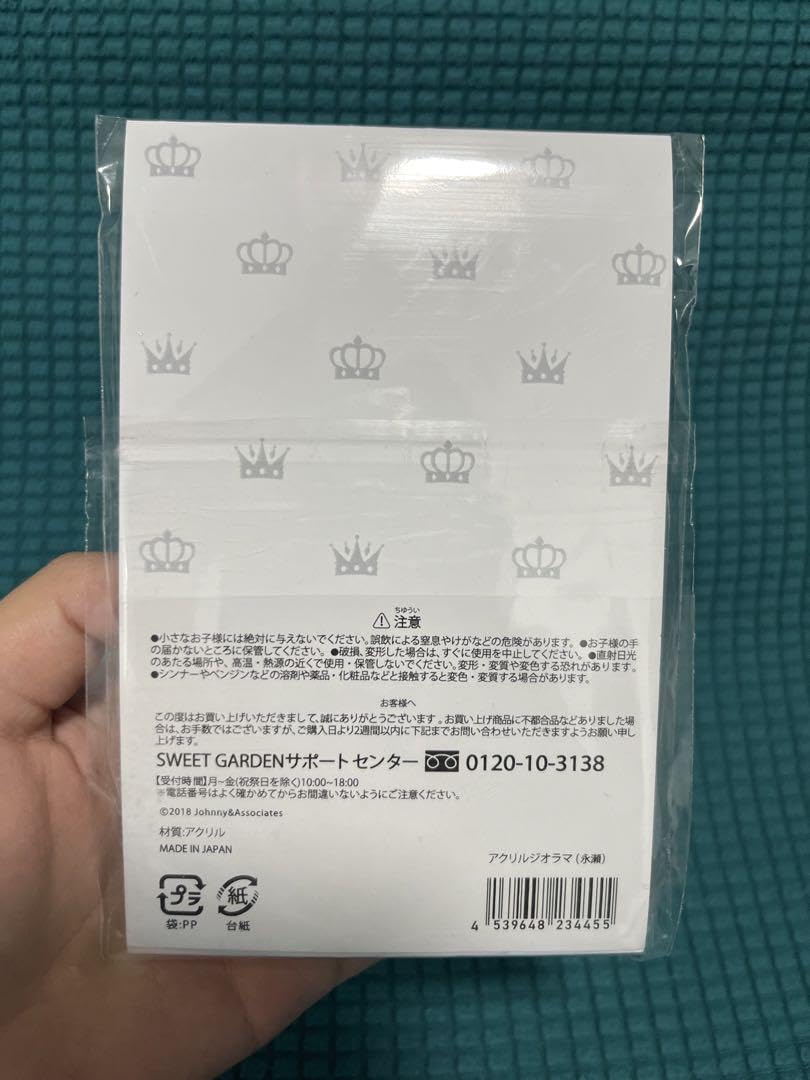 ちゅうい
注意
●小さなお子様には絶対に与えないでください。誤飲による窒息やけがなどの危険があります。●お子様の手
の届かないところに保管してください。●破損、変形した場合は、すぐに使用を中止してください。●直射日光
のあたる場所や、高温・熱源の近くで使用・保管しないでください。変形・変質や変色する恐れがあります。
●シンナーやベンジンなどの溶剤や薬品・化粧品などと接触すると変色・変質する場合があります。
お客様へ
この度はお買い上げいただきまして、誠にありがとうございます。お買い上げ商品に不都合品などありました場
合は、お手数ではございますが、ご購入日より2週間以内に下記までお問い合わせいただきますようお願い申し
上げます。
SWEET GARDENサポートセンター 0120-10-3138
【受付時間】月~金(祝祭日を除く)10:00~18:00
※電話番号はよく確かめてからお間違いないようにご注意ください。
©2018 Johnny&Associates
材質:アクリル
MADE IN JAPAN
アクリルジオラマ(永瀬)
プラ
紙
袋:PP
台紙
4 539648 234455